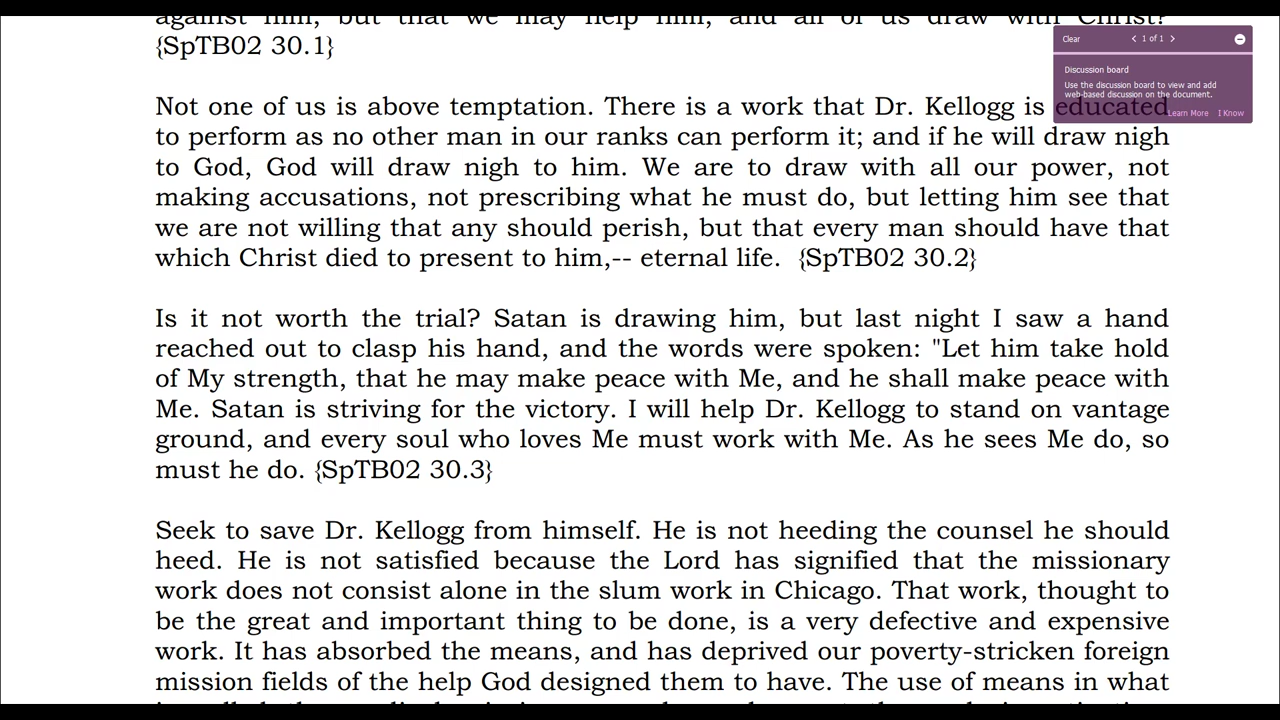 against him, but that we may help him, and all of us draw with Christ?
{SpTB02 30.1}
Not one of us is above temptation. There is a work that Dr. Kellogg is educated
to perform as no other man in our ranks can perform it; and if he will draw nigh
to God, God will draw nigh to him. We are to draw with all our power, not
making accusations, not prescribing what he must do, but letting him see that
we are not willing that any should perish, but that every man should have that
which Christ died to present to him,-- eternal life.  {SpTB02 30.2}
Is it not worth the trial? Satan is drawing him, but last night I saw a hand
reached out to clasp his hand, and the words were spoken: "Let him take hold
of My strength, that he may make peace with Me, and he shall make peace with
Me. Satan is striving for the victory. I will help Dr. Kellogg to stand on vantage
ground, and every soul who loves Me must work with Me. As he sees Me do, so
must he do. {SpTB02 30.3}
Seek to save Dr. Kellogg from himself. He is not heeding the counsel he should
heed. He is not satisfied because the Lord has signified that the missionary
work does not consist alone in the slum work in Chicago. That work, thought to
be the great and important thing to be done, is a very defective and expensive
work. It has absorbed the means, and has deprived our poverty-stricken foreign
mission fields of the help God designed them to have. The use of means in what
Clear
1 of 1
Discussion board
Use the discussion board to view and add
web-based discussion on the document.
Learn More I Know